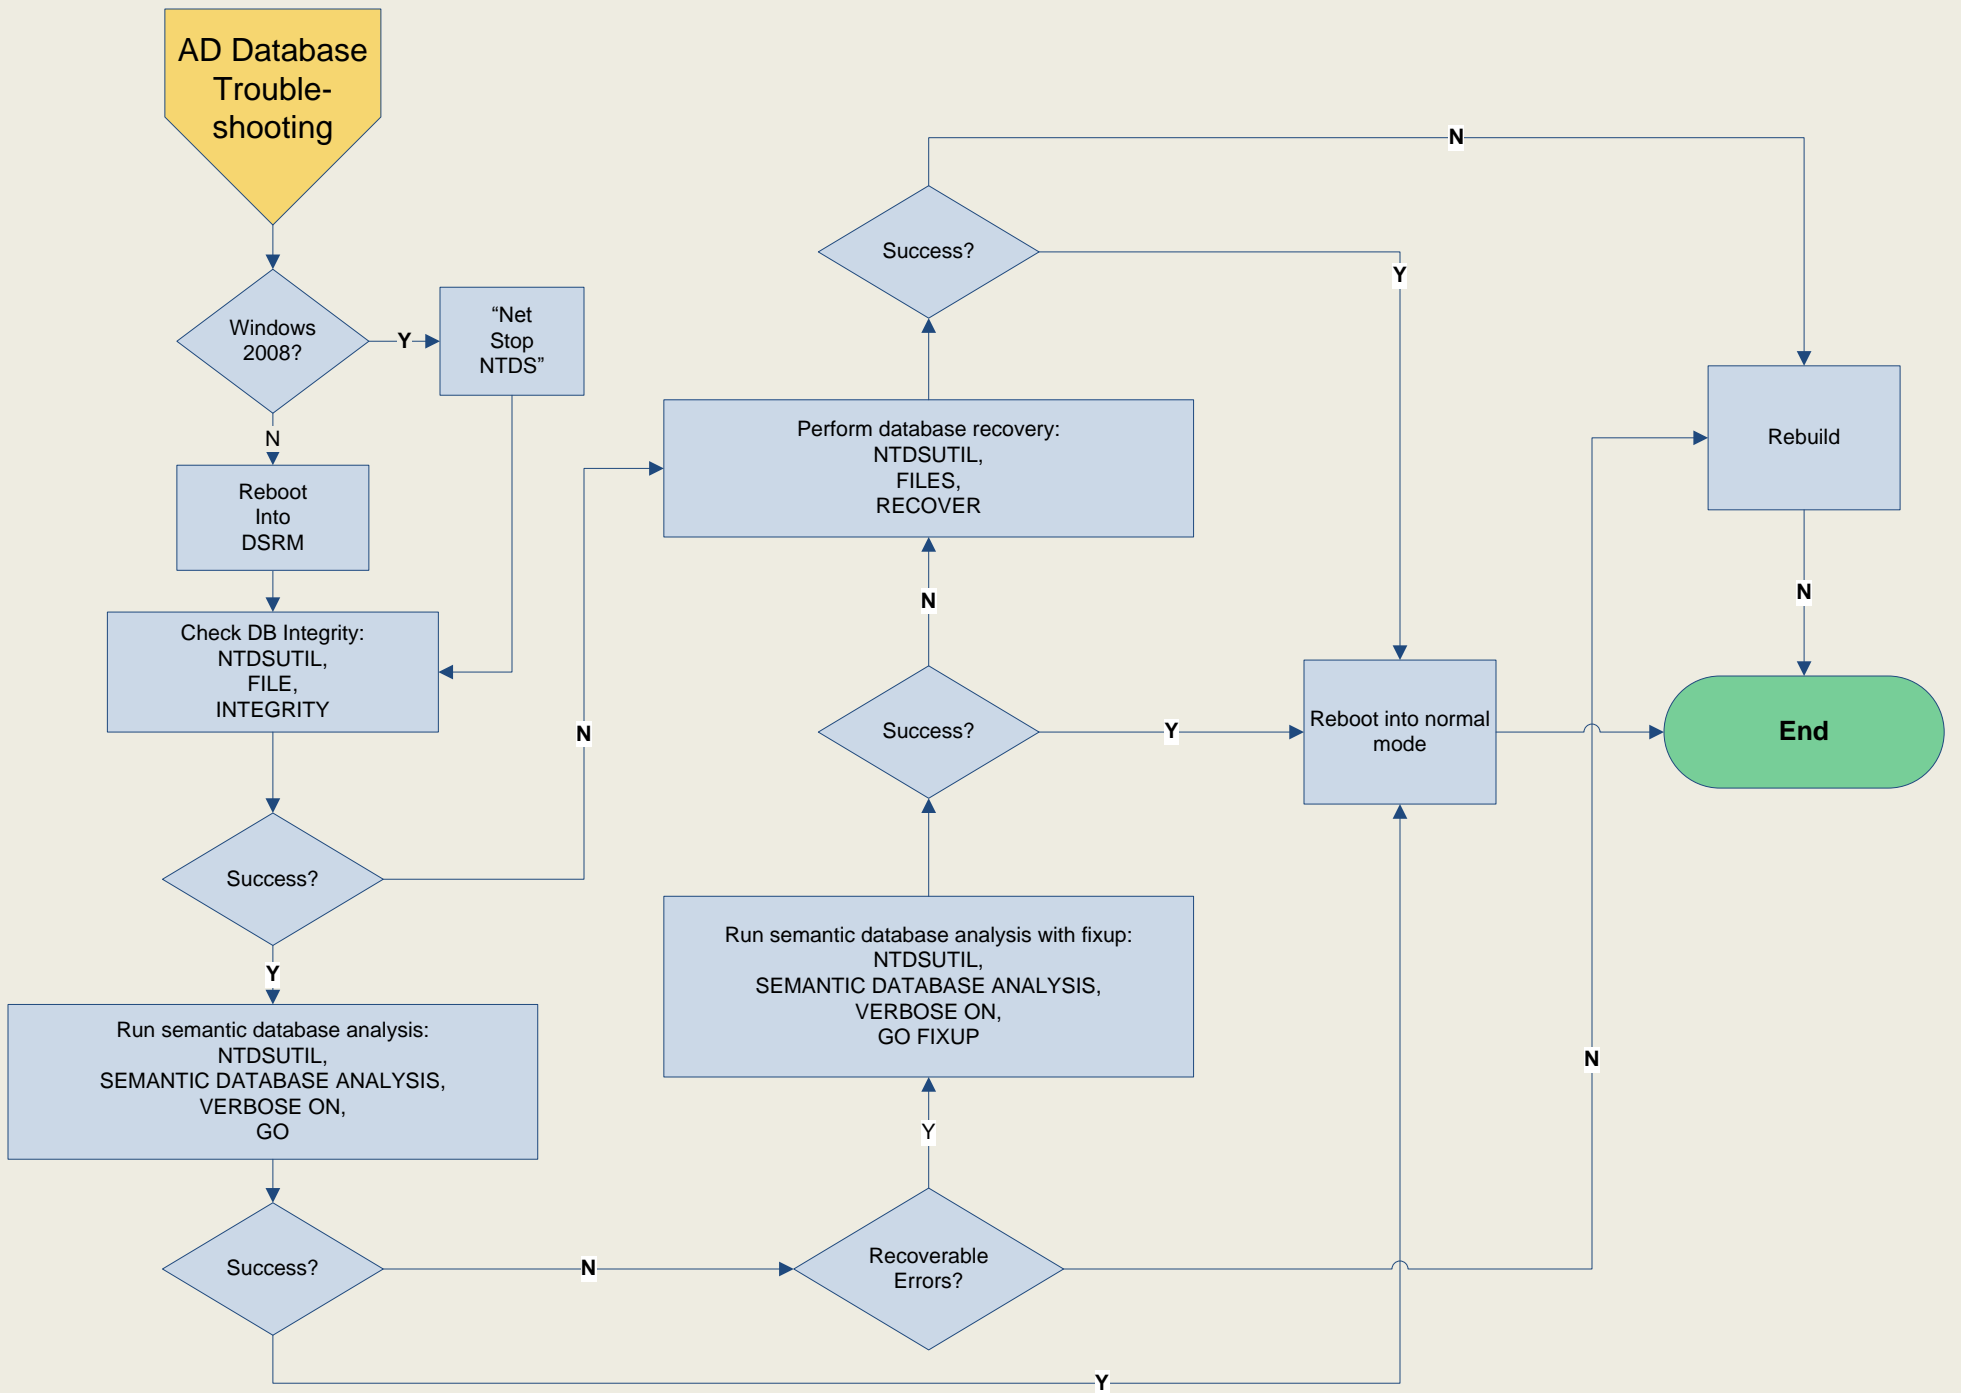 AD Database
Trouble-
shooting
N
Success?
Y
Windows
2008?
Y
“Net
Stop
NTDS”
N
Reboot
Into
DSRM
Perform database recovery:
NTDSUTIL,
FILES,
RECOVER
Rebuild
N
N
Check DB Integrity:
NTDSUTIL,
FILE,
INTEGRITY
N
Success?
Y
Reboot into normal
mode
End
Success?
Y
Run semantic database analysis with fixup:
NTDSUTIL,
SEMANTIC DATABASE ANALYSIS,
VERBOSE ON,
GO FIXUP
N
Run semantic database analysis:
NTDSUTIL,
SEMANTIC DATABASE ANALYSIS,
VERBOSE ON,
GO
Y
Success?
N
Recoverable
Errors?
Y